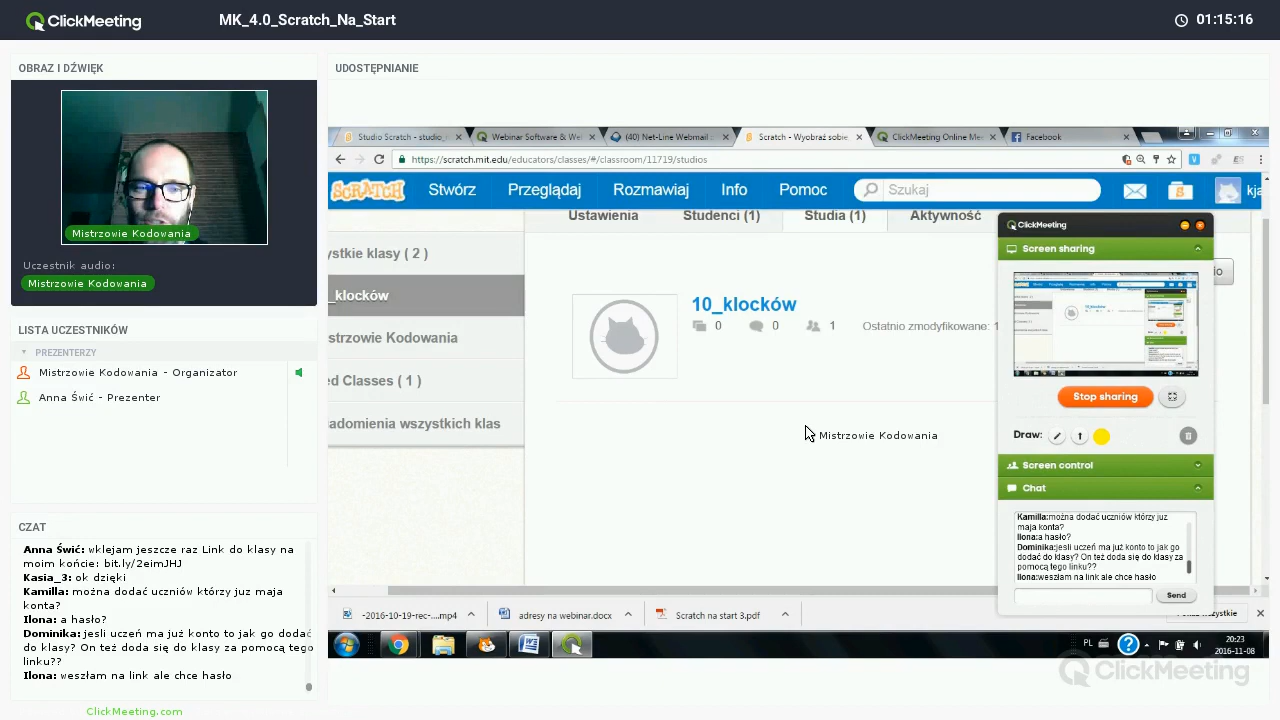 ClickMeeting
MK_4.0_Scratch_Na_Start
01:15:16
OBRAZ I DŹWIĘK
Mistrzowie Kodowania
Uczestnik audio:
Mistrzowie Kodowania
LISTA UCZESTNIKÓW
PREZENTERZY
Mistrzowie Kodowania - Organizator
Anna Świć - Prezenter
CZAT
Anna Świć: wklejam jeszcze raz Link do klasy na
moim końcie: bit.ly/2eimJHJ
Kasia_3: ok dzięki
Kamilla: można dodać uczniów którzy juz maja
konta?
Ilona: a hasło?
Dominika: jesli uczeń ma już konto to jak go dodać
do klasy? On też doda się do klasy za pomocą tego
linku??
Ilona: weszłam na link ale chce hasło
ClickMeeting.com
UDOSTĘPNIANIE
Studio Scratch - studio_
Webinar Software & We
(40) Net-Line Webmail :
Scratch - Wyobraź sobie,
ClickMeeting Online Me
Facebook
https://scratch.mit.edu/educators/classes/#/classroom/11719/studios
SCRATCH
Stwórz
Przeglądaj
Rozmawiaj
Info
Pomoc
Szukaj
kja
Ustawienia
Studenci (1)
Studia (1)
Aktywność
ystkie klasy ( 2 )
_klocków
strzowie Kodowania
ed Classes ( 1 )
iadomienia wszystkich klas
10_klocków
0
0
1
Ostatnio zmodyfikowane: 1
io
Mistrzowie Kodowania
ClickMeeting
Screen sharing
Stop sharing
Draw:
Screen control
Chat
Kamilla:można dodać uczniów którzy juz
maja konta?
Ilona:a hasło?
Dominika:jesli uczeń ma już konto to jak go
dodać do klasy? On też doda się do klasy za
pomocą tego linku??
Ilona:weszłam na link ale chce hasło
Send
-2016-10-19-rec-....mp4
adresy na webinar.docx
Scratch na start 3.pdf
wszystkie
PL
20:23
2016-11-08
ClickMeeting